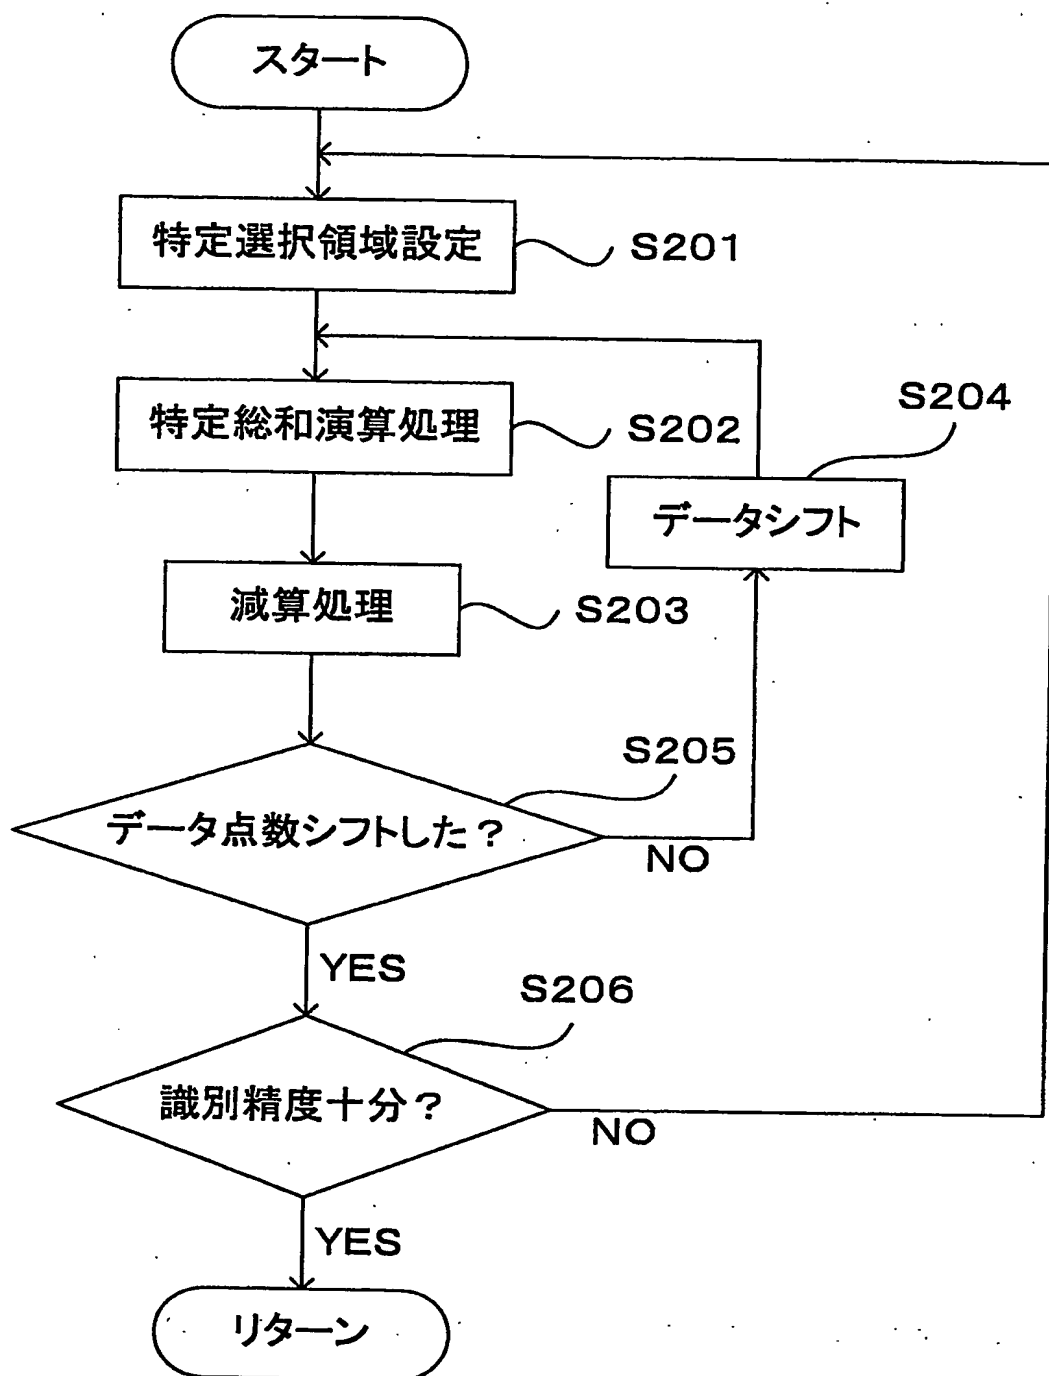 スタート
特定選択領域設定
S201
特定総和演算処理
S202
S204
データシフト
減算処理
S203
S205
データ点数シフトした?
NO
YES
S206
識別精度十分?
NO
YES
リターン